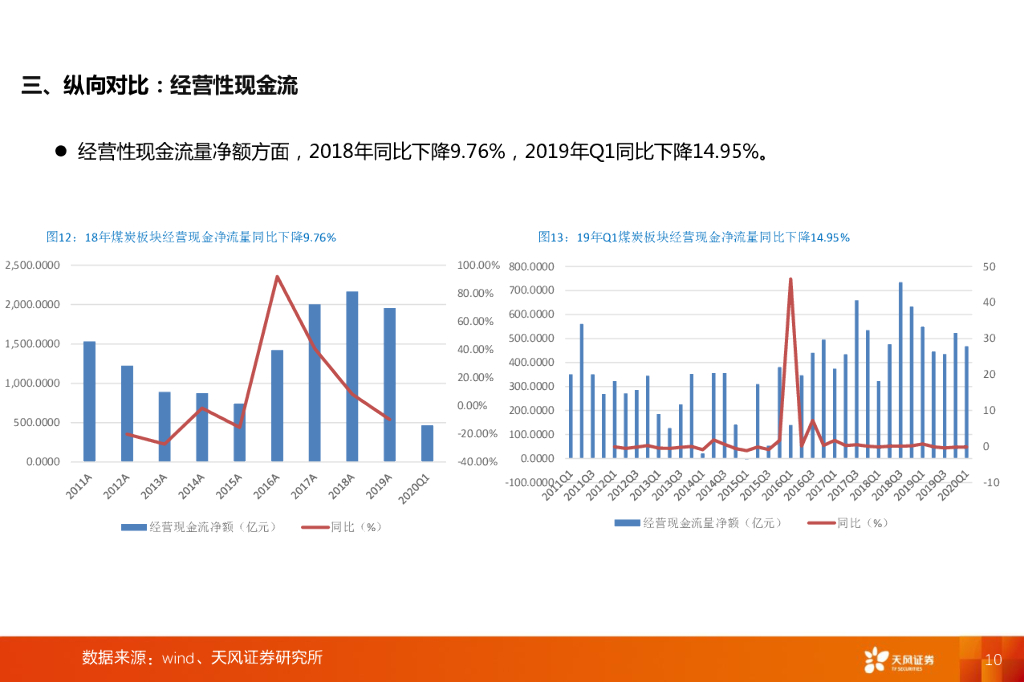 三、纵向对比：经营性现金流
● 经营性现金流量净额方面，2018年同比下降9.76%，2019年Q1同比下降14.95%。
图12：18年煤炭板块经营现金净流量同比下降9.76%
2,500.0000
2,000.0000
1,500.0000
1,000.0000
500.0000
0.0000
100.00%
80.00%
60.00%
40.00%
20.00%
0.00%
-20.00%
-40.00%
2011A
2012A
2013A
2014A
2015A
2016A
2017A
2018A
2019A
2020Q1
经营现金流净额（亿元）
同比（%）
图13：19年Q1煤炭板块经营现金净流量同比下降14.95%
800.0000
700.0000
600.0000
500.0000
400.0000
300.0000
200.0000
100.0000
0.0000
-100.0000
50
40
30
20
10
0
-10
2011Q1
2011Q3
2012Q1
2012Q3
2013Q1
2013Q3
2014Q1
2014Q3
2015Q1
2015Q3
2016Q1
2016Q3
2017Q1
2017Q3
2018Q1
2018Q3
2019Q1
2019Q3
2020Q1
经营现金流量净额（亿元）
同比（%）
数据来源：wind、天风证券研究所
天风证券
TF SECURITIES
10